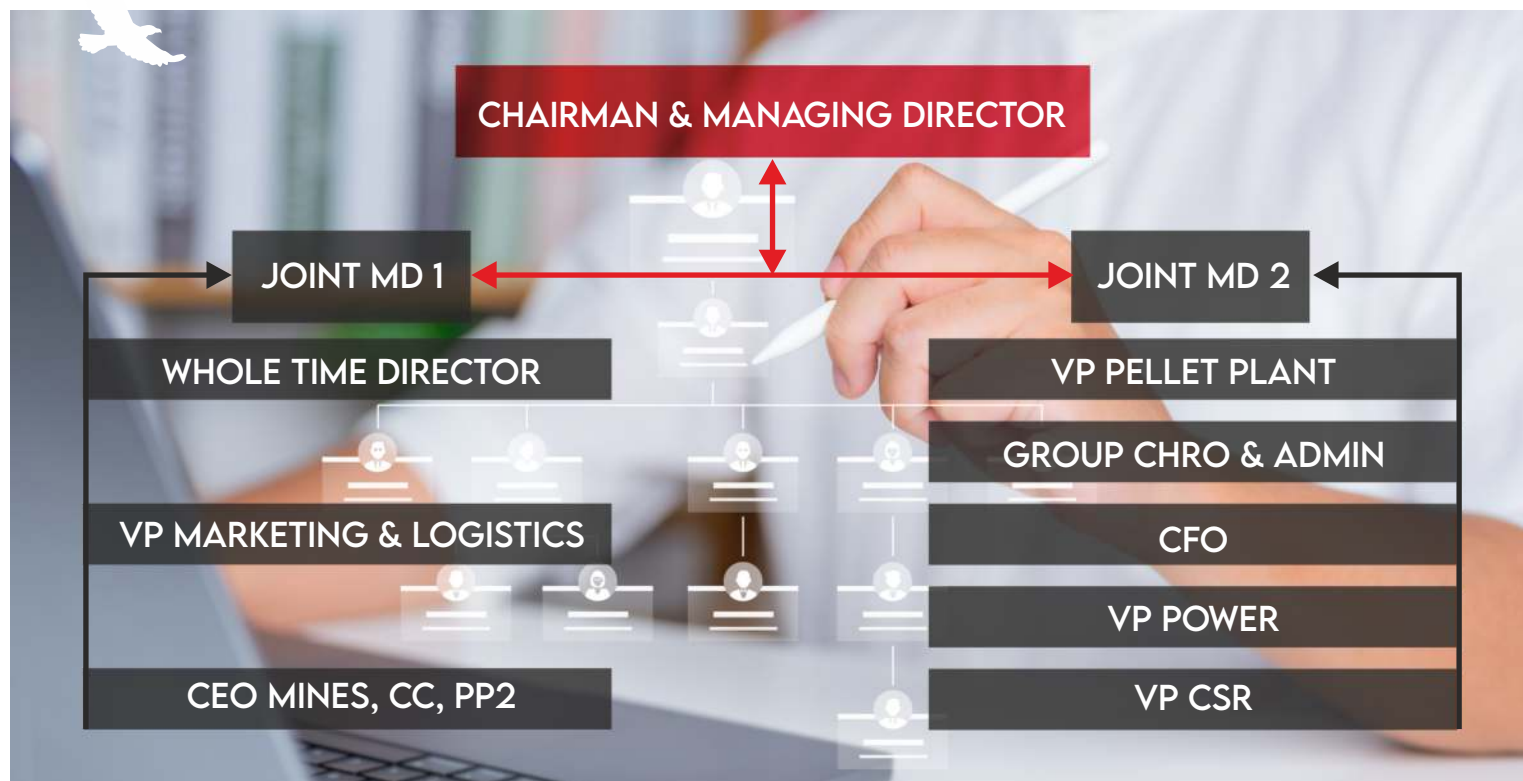 CHAIRMAN & MANAGING DIRECTOR
JOINT MD 1
JOINT MD 2
WHOLE TIME DIRECTOR
VP MARKETING & LOGISTICS
CEO MINES, CC, PP2
VP PELLET PLANT
GROUP CHRO & ADMIN
CFO
VP POWER
VP CSR